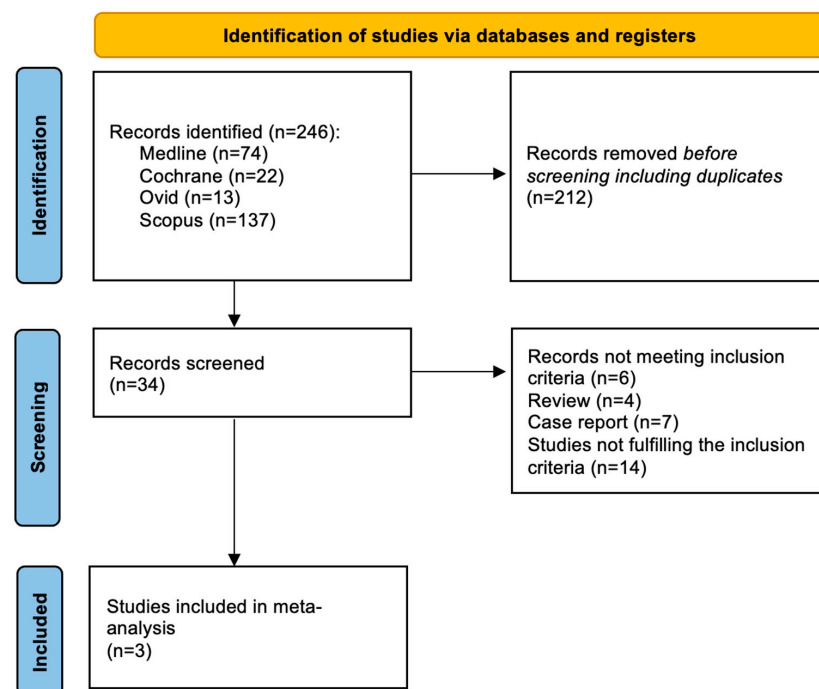 Identification of studies via databases and registers
Identification
Records identified (n=246):
Medline (n=74)
Cochrane (n=22)
Ovid (n=13)
Scopus (n=137)
Records removed before
screening including duplicates
(n=212)
Screening
Records screened
(n=34)
Records not meeting inclusion
criteria (n=6)
Review (n=4)
Case report (n=7)
Studies not fulfilling the inclusion
criteria (n=14)
Included
Studies included in meta-
analysis
(n=3)